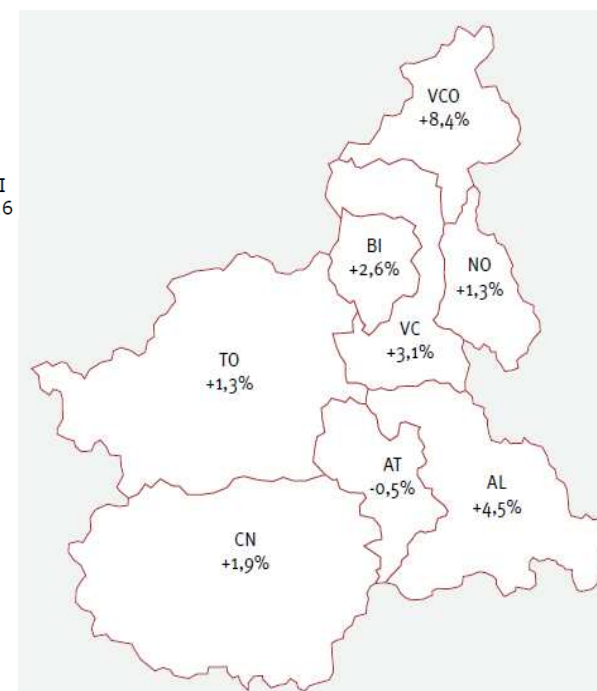 VCO
+8,4%
I
6
BI
+2,6%
NO
+1,3%
VC
+3,1%
TO
+1,3%
AT
-0,5%
AL
+4,5%
CN
+1,9%